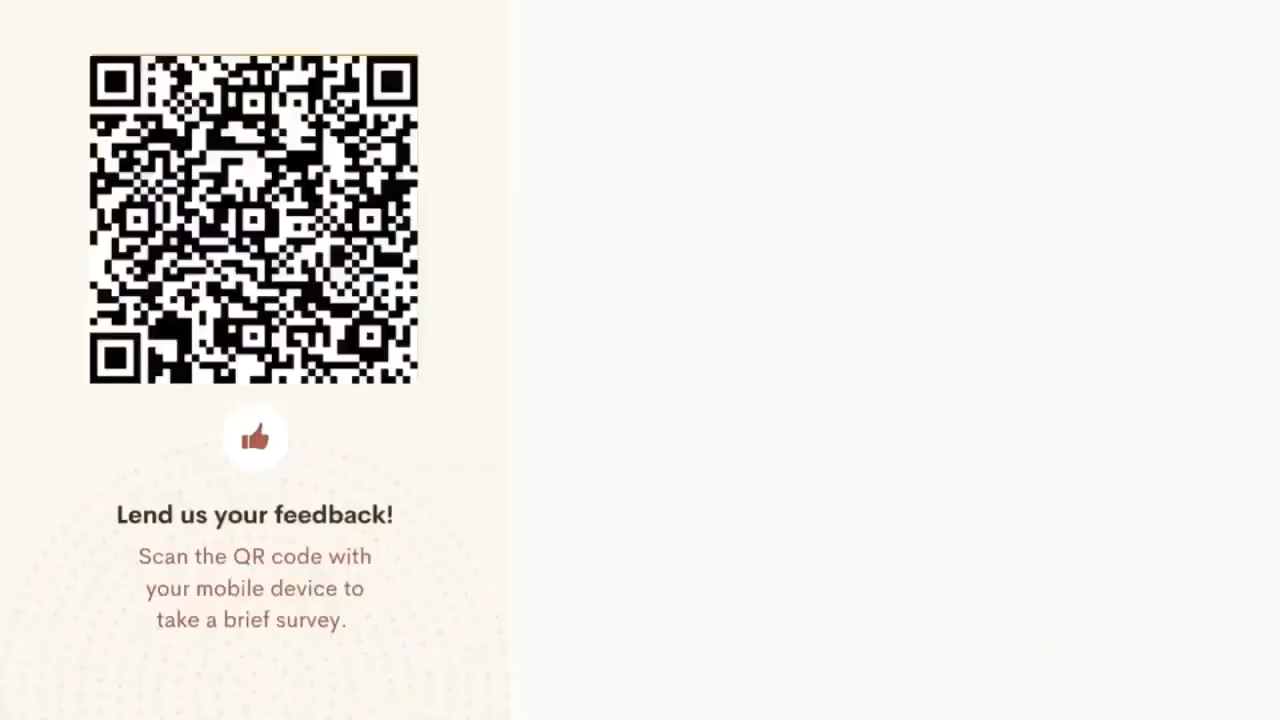 Lend us your feedback!
Scan the QR code with
your mobile device to
take a brief survey.